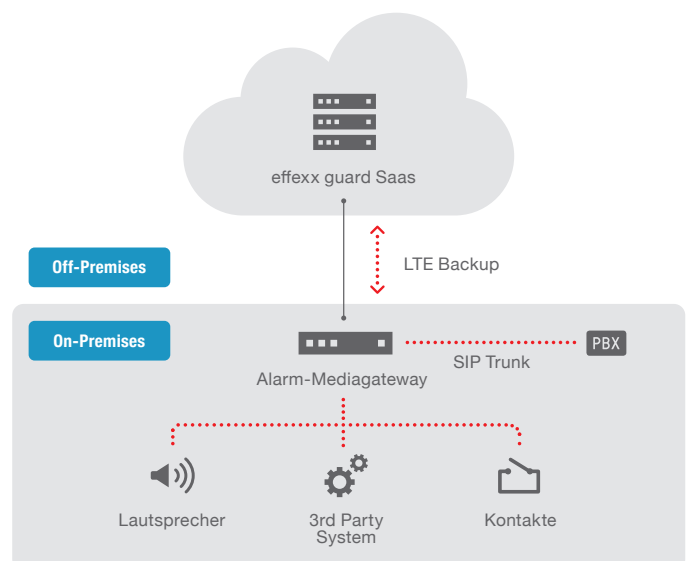 effexx guard Saas
Off-Premises
LTE Backup
On-Premises
PBX
SIP Trunk
Alarm-Mediagateway
Lautsprecher
3rd Party
System
Kontakte